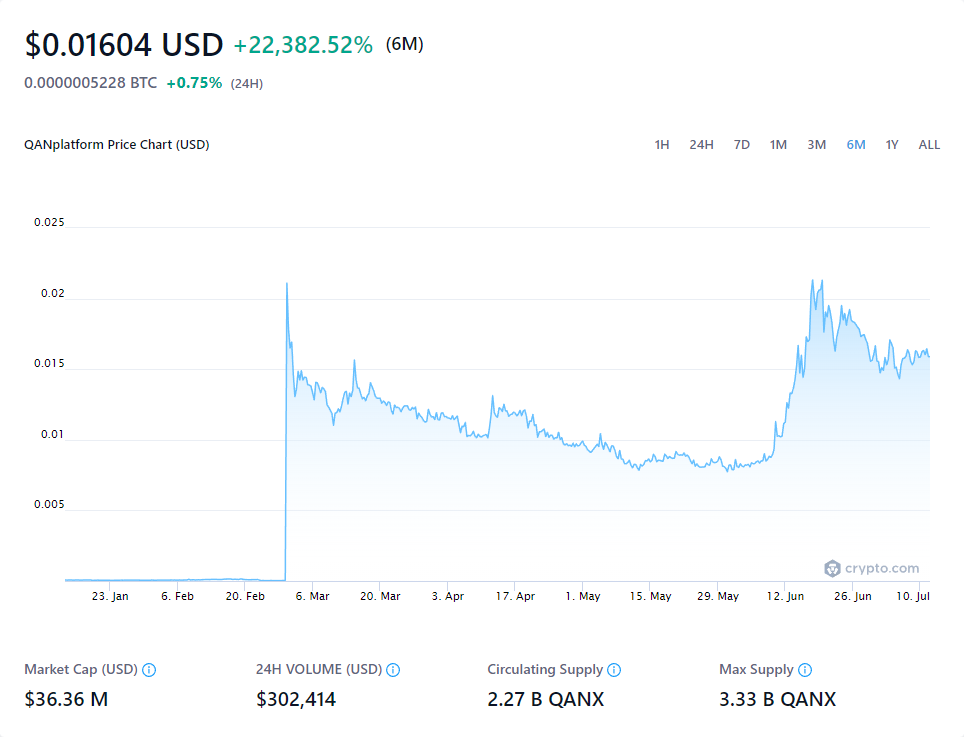 $0.01604 USD +22,382.52% (6M)
0.0000005228 BTC +0.75% (24H)
QANplatform Price Chart (USD) 1H 24H 7D 1M 3M 6M 1Y ALL
0.025
0.02
0.015
0.01
0.005
crypto.com
23. Jan 6. Feb 20. Feb 6. Mar 20. Mar 3. Apr 17. Apr 1. May 15. May 29. May 12. Jun 26. Jun 10. Jul
Market Cap (USD) 24H VOLUME (USD) Circulating Supply Max Supply
$36.36 M $302,414 2.27 B QANX 3.33 B QANX